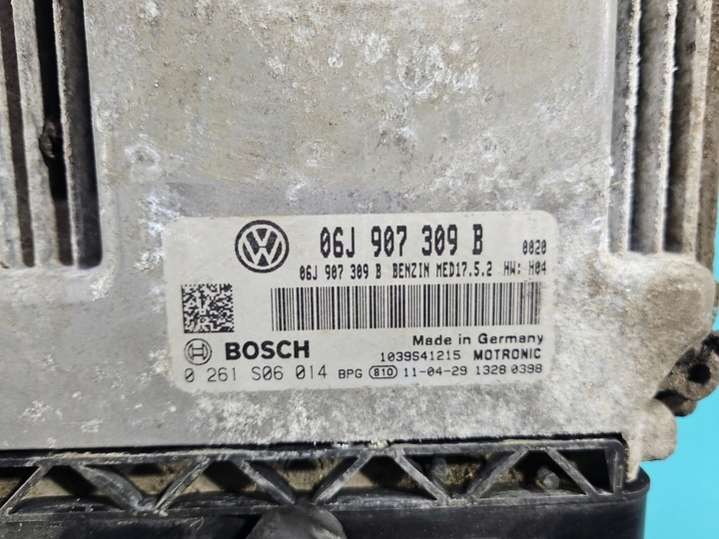 06J 907 309 B 0020
06J 907 309 B BENZIN MED17.5.2 HW: H04
Made in Germany
BOSCH 1039S41215 MOTRONIC
0 261 S06 014 BPG 810 11-04-29 1328 0398